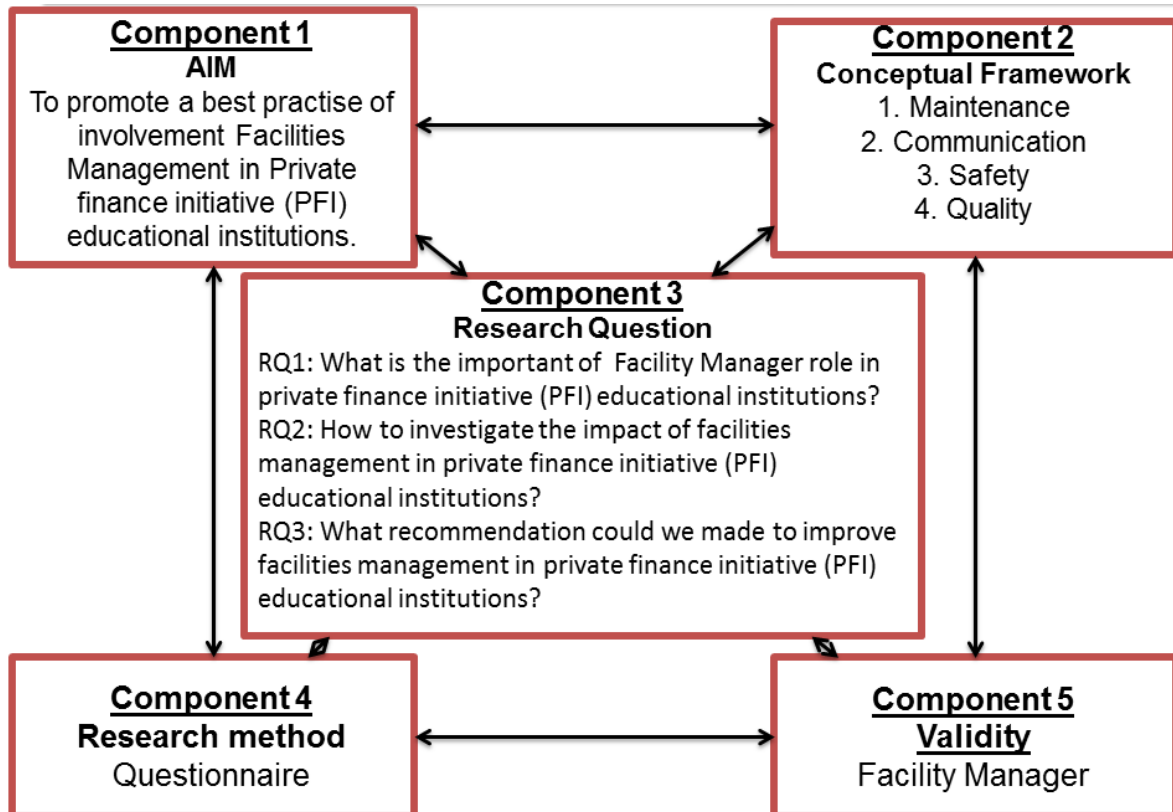 Component 1
AIM
To promote a best practise of
involvement Facilities
Management in Private
finance initiative (PFI)
educational institutions.
Component 2
Conceptual Framework
1. Maintenance
2. Communication
3. Safety
4. Quality
Component 3
Research Question
RQ1: What is the important of Facility Manager role in
private finance initiative (PFI) educational institutions?
RQ2: How to investigate the impact of facilities
management in private finance initiative (PFI)
educational institutions?
RQ3: What recommendation could we made to improve
facilities management in private finance initiative (PFI)
educational institutions?
Component 4
Research method
Questionnaire
Component 5
Validity
Facility Manager